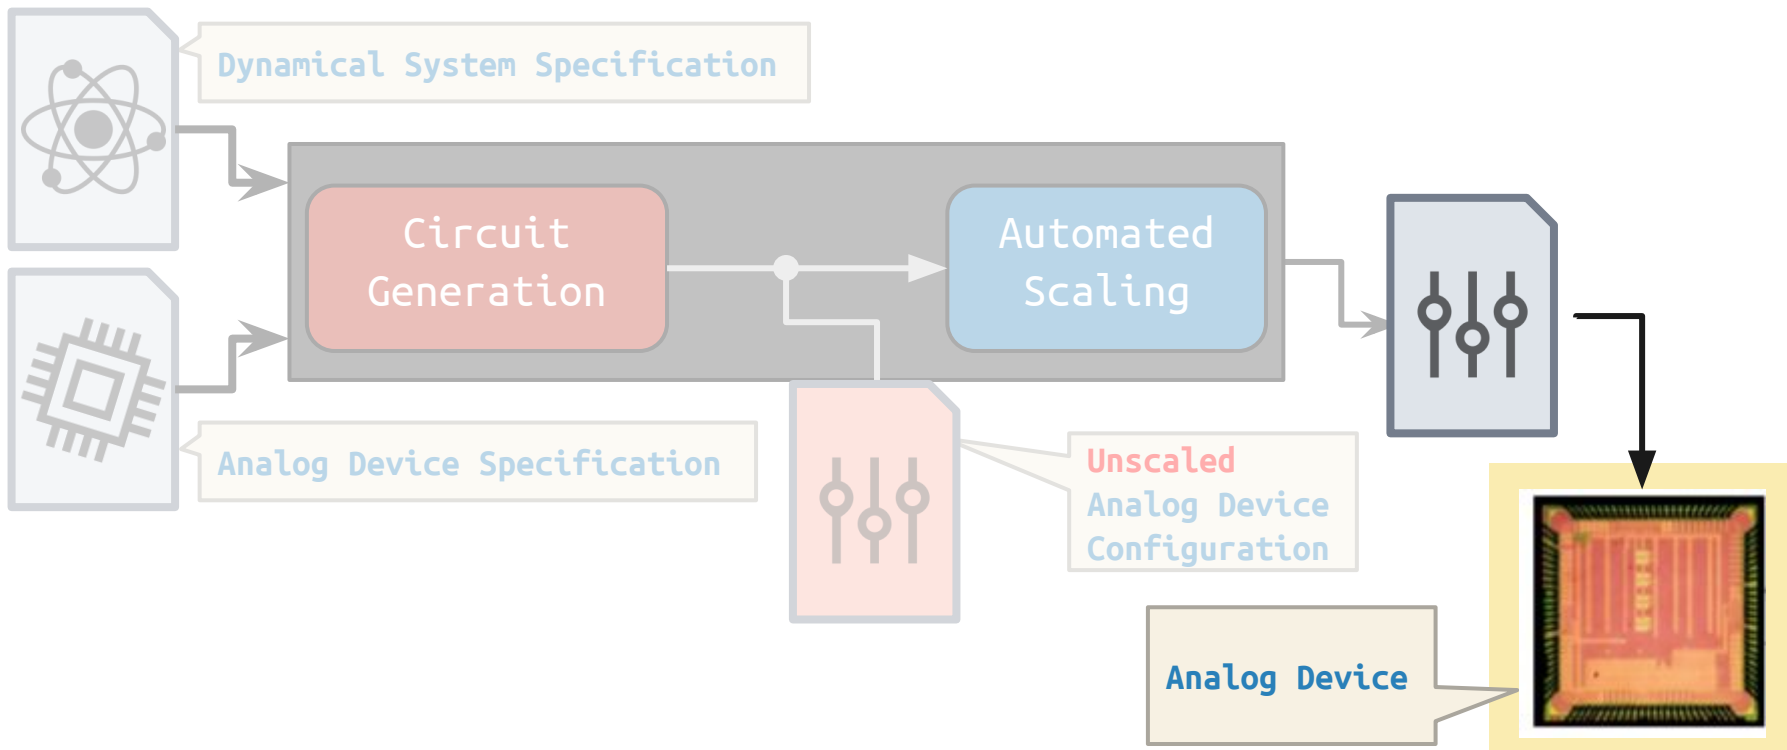 Dynamical System Specification
Circuit
Generation
Automated
Scaling
Analog Device Specification
Unscaled
Analog Device
Configuration
Analog Device